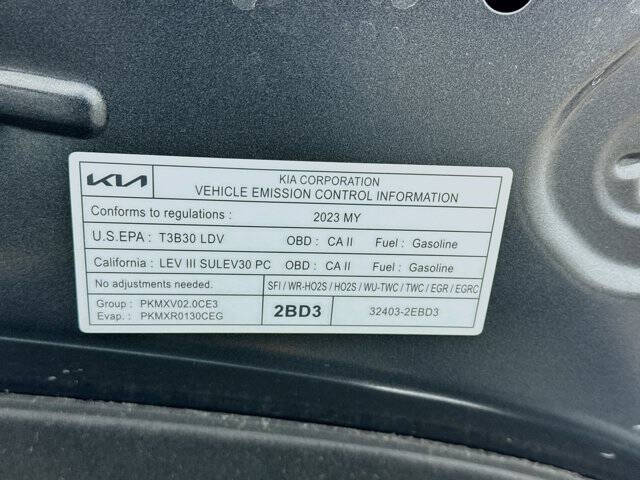 KIA
KIA CORPORATION
VEHICLE EMISSION CONTROL INFORMATION
Conforms to regulations : 2023 MY
U.S.EPA : T3B30 LDV OBD : CA II Fuel : Gasoline
California : LEV III SULEV30 PC OBD : CA II Fuel : Gasoline
No adjustments needed. SFI / WR-HO2S / HO2S / WU-TWC / TWC / EGR / EGRC
Group : PKMXV02.0CE3
Evap. : PKMXR0130CEG
2BD3
32403-2EBD3